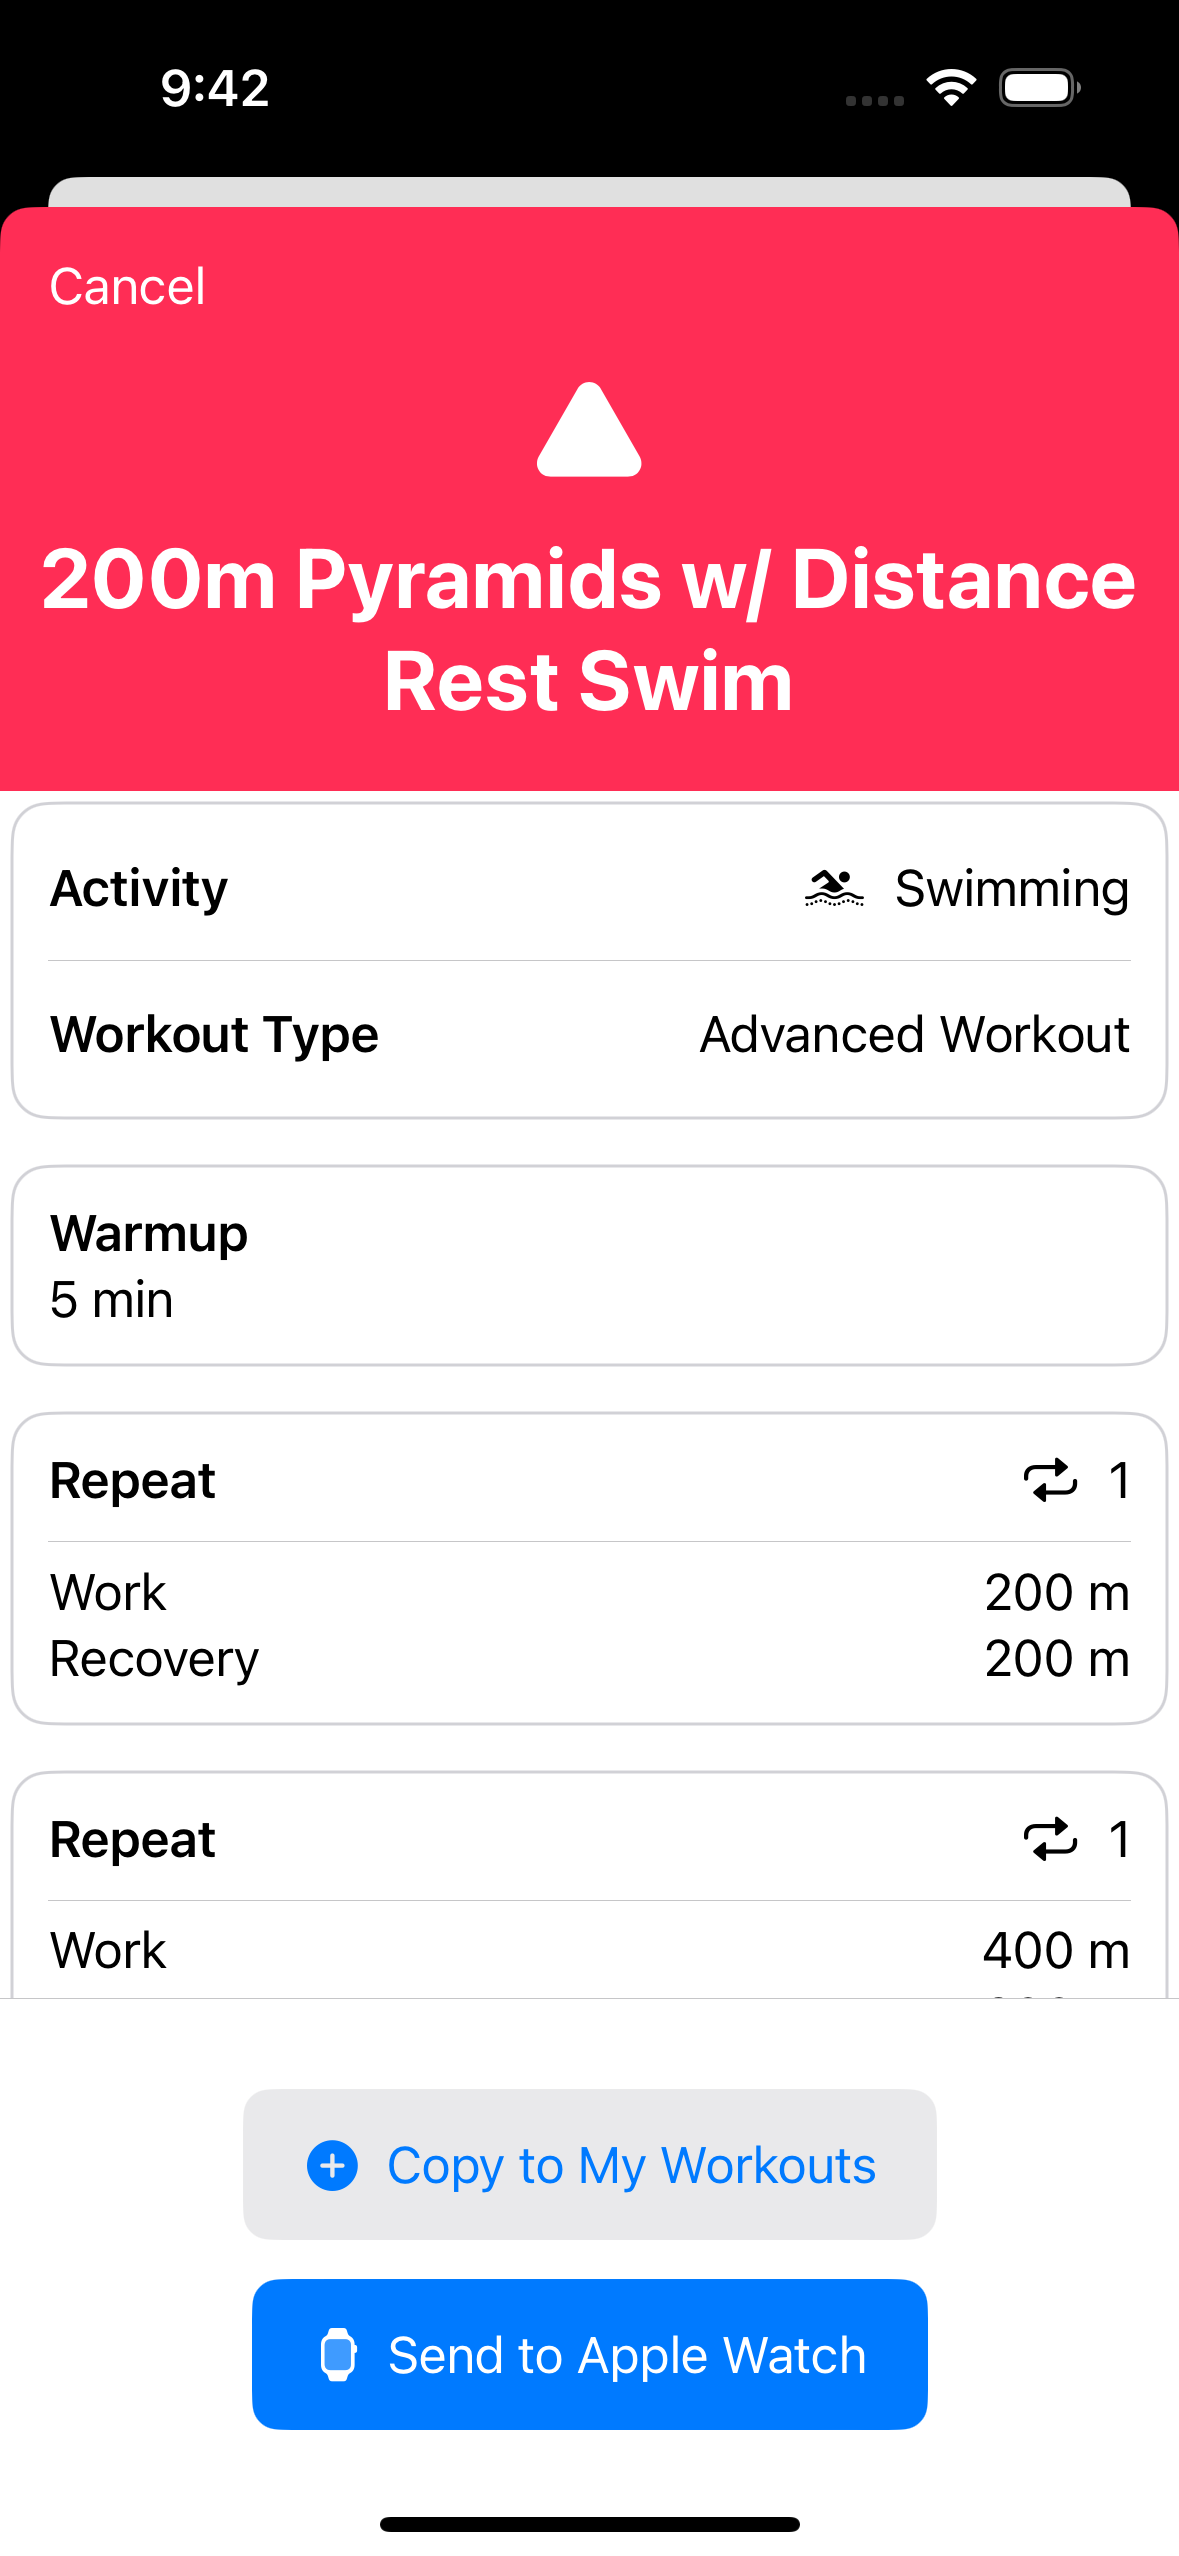 9:42
Cancel
200m Pyramids w/ Distance
Rest Swim
Activity Swimming
Workout Type Advanced Workout
Warmup
5 min
Repeat 1
Work 200 m
Recovery 200 m
Repeat 1
Work 400 m
Copy to My Workouts
Send to Apple Watch